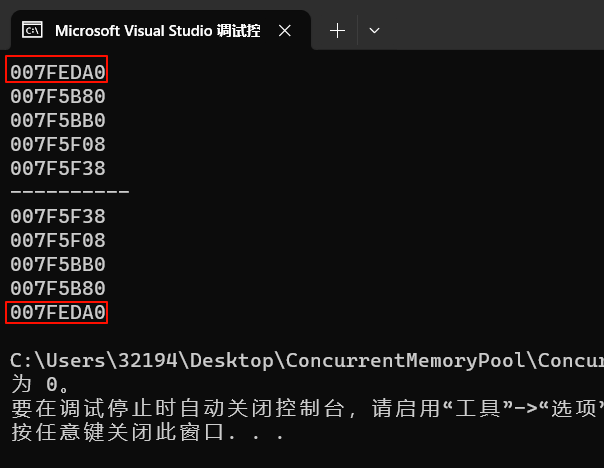 Microsoft Visual Studio 调试控
007FEDA0
007F5B80
007F5BB0
007F5F08
007F5F38
----------
007F5F38
007F5F08
007F5BB0
007F5B80
007FEDA0
C:\Users\32194\Desktop\ConcurrentMemoryPool\Concur
为 0。
要在调试停止时自动关闭控制台，请启用“工具”->“选项”
按任意键关闭此窗口. . .